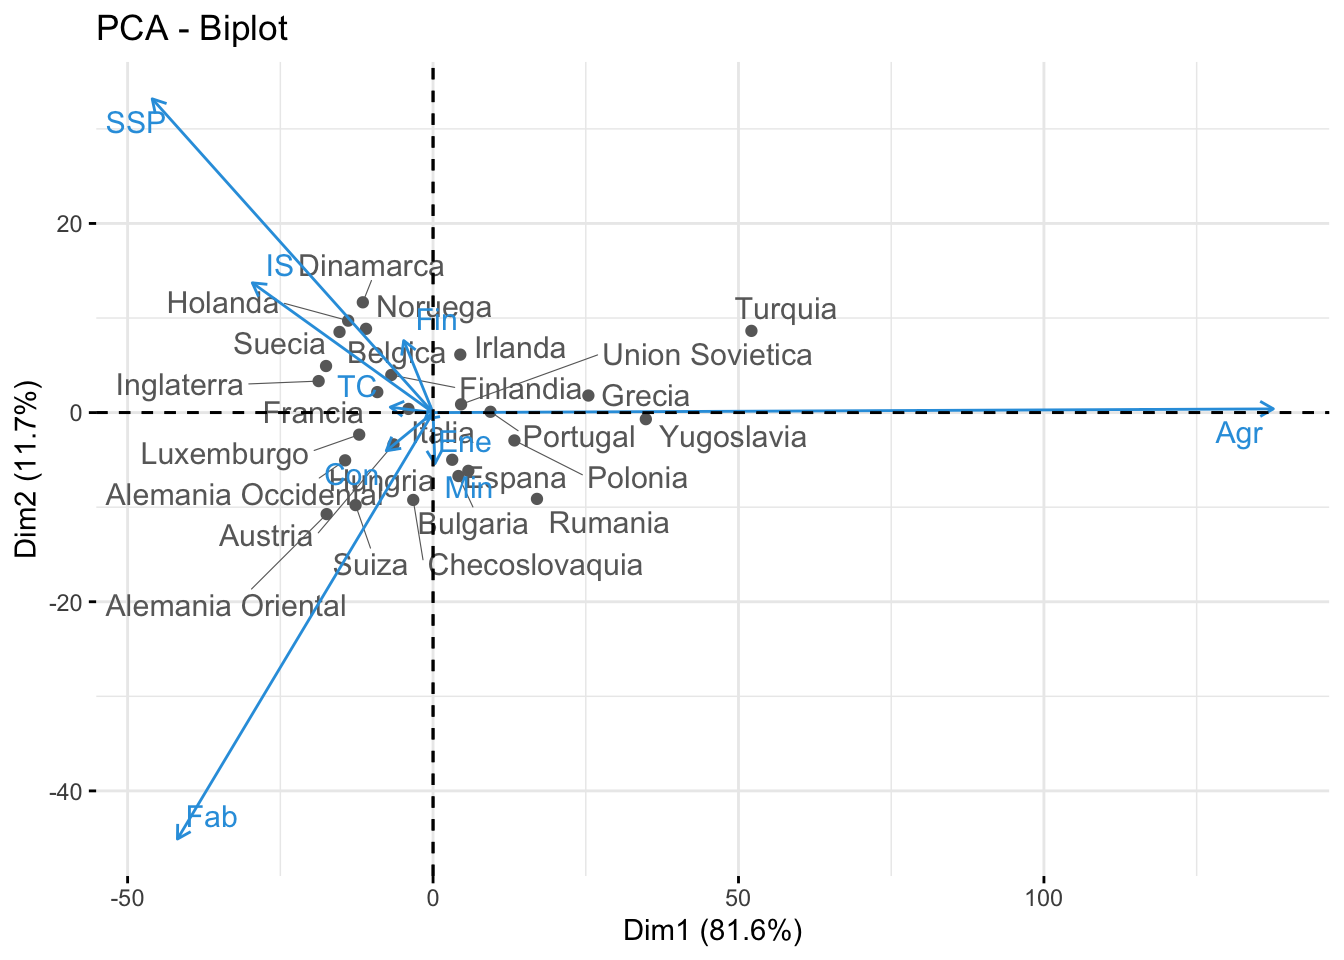 PCA - Biplot
SSP
IS
Dinamarca
Holanda
Noruega
Fin
Turquia
Suecia
Belgica
Irlanda
Union Sovietica
Inglaterra
TC
Finlandia
Grecia
Francia
Italia
Ene
Portugal
Yugoslavia
Agr
Luxemburgo
Con
Hungria
Espana
Polonia
Min
Alemania Occidental
Austria
Bulgaria
Rumania
Suiza
Checoslovaquia
Alemania Oriental
Fab
20
0
-20
-40
Dim2 (11.7%)
-50
0
50
100
Dim1 (81.6%)